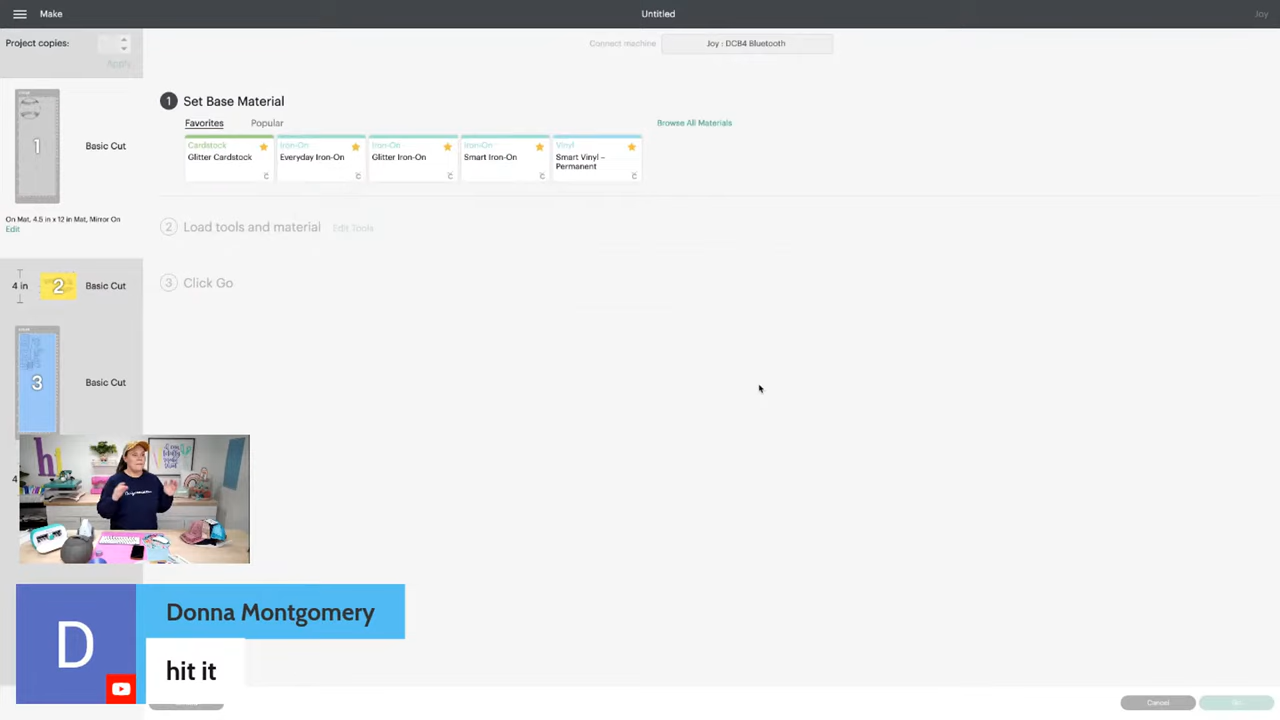 Make
Untitled
Joy
Project copies:
Apply
Connect machine
Joy : DCB4 Bluetooth
1 Set Base Material
Favorites Popular
Browse All Materials
Cardstock
Glitter Cardstock
Iron-On
Everyday Iron-On
Iron-On
Glitter Iron-On
Iron-On
Smart Iron-On
Vinyl
Smart Vinyl –
Permanent
1
Basic Cut
On Mat, 4.5 in x 12 in Mat, Mirror On
Edit
2 Load tools and material Edit Tools
3 Click Go
4 in
2
Basic Cut
3
Basic Cut
4
hi
D
Donna Montgomery
hit it
Cancel